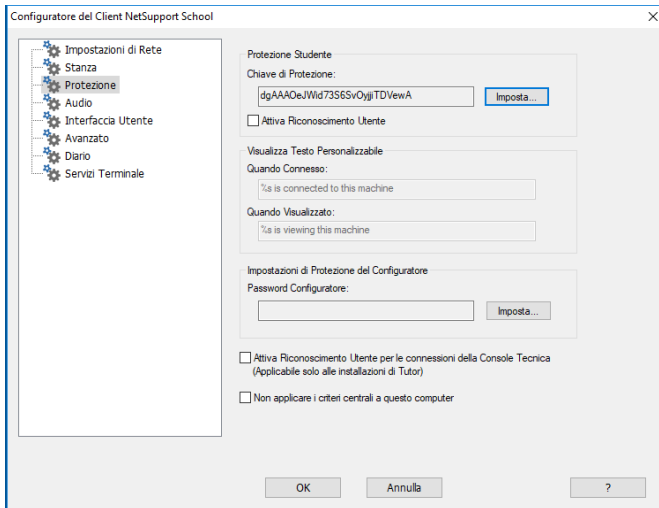 Configuratore del Client NetSupport School
Impostazioni di Rete
Stanza
Protezione
Audio
Interfaccia Utente
Avanzato
Diario
Servizi Terminale
Protezione Studente
Chiave di Protezione:
dgAAAOeJWid73S6SvOyjjiTDVewA
Imposta...
Attiva Riconoscimento Utente
Visualizza Testo Personalizzabile
Quando Connesso:
%s is connected to this machine
Quando Visualizzato:
%s is viewing this machine
Impostazioni di Protezione del Configuratore
Password Configuratore:
Imposta...
Attiva Riconoscimento Utente per le connessioni della Console Tecnica
(Applicabile solo alle installazioni di Tutor)
Non applicare i criteri centrali a questo computer
OK
Annulla
?